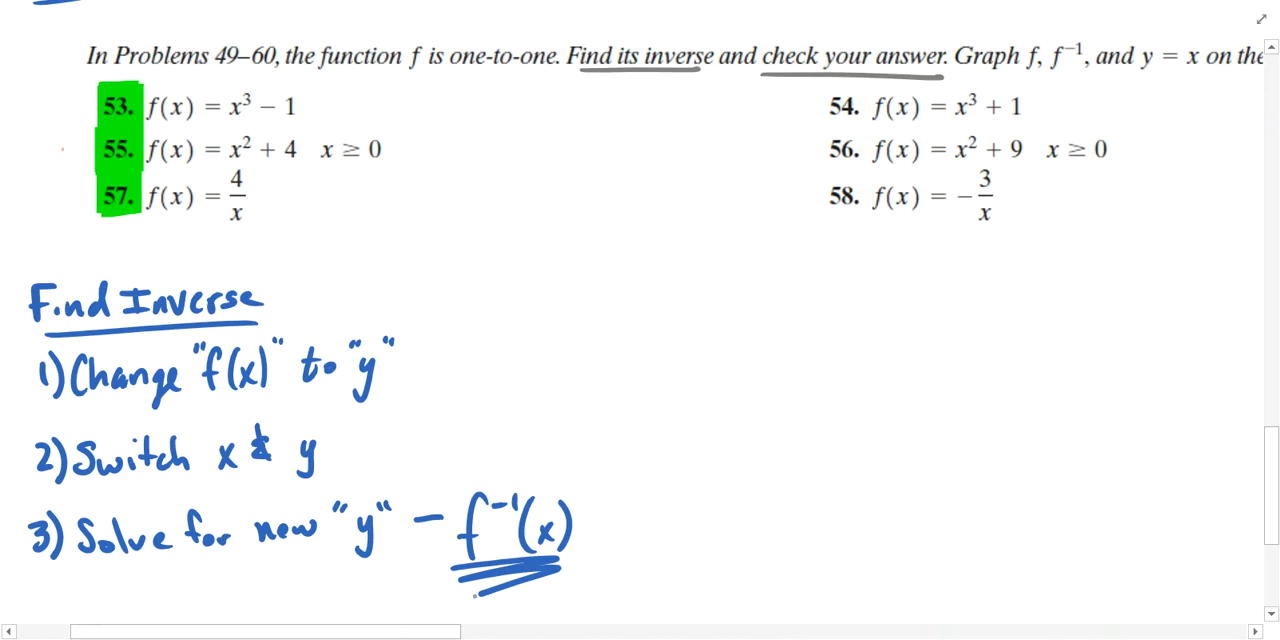 In Problems 49–60, the function f is one-to-one. Find its inverse and check your answer. Graph f, f⁻¹, and y = x on the
53. f(x) = x³ − 1
54. f(x) = x³ + 1
55. f(x) = x² + 4 x ≥ 0
56. f(x) = x² + 9 x ≥ 0
57. f(x) = 4/x
58. f(x) = −3/x
Find Inverse
1) Change "f(x)" to "y"
2) Switch x & y
3) Solve for new "y" – f⁻¹(x)